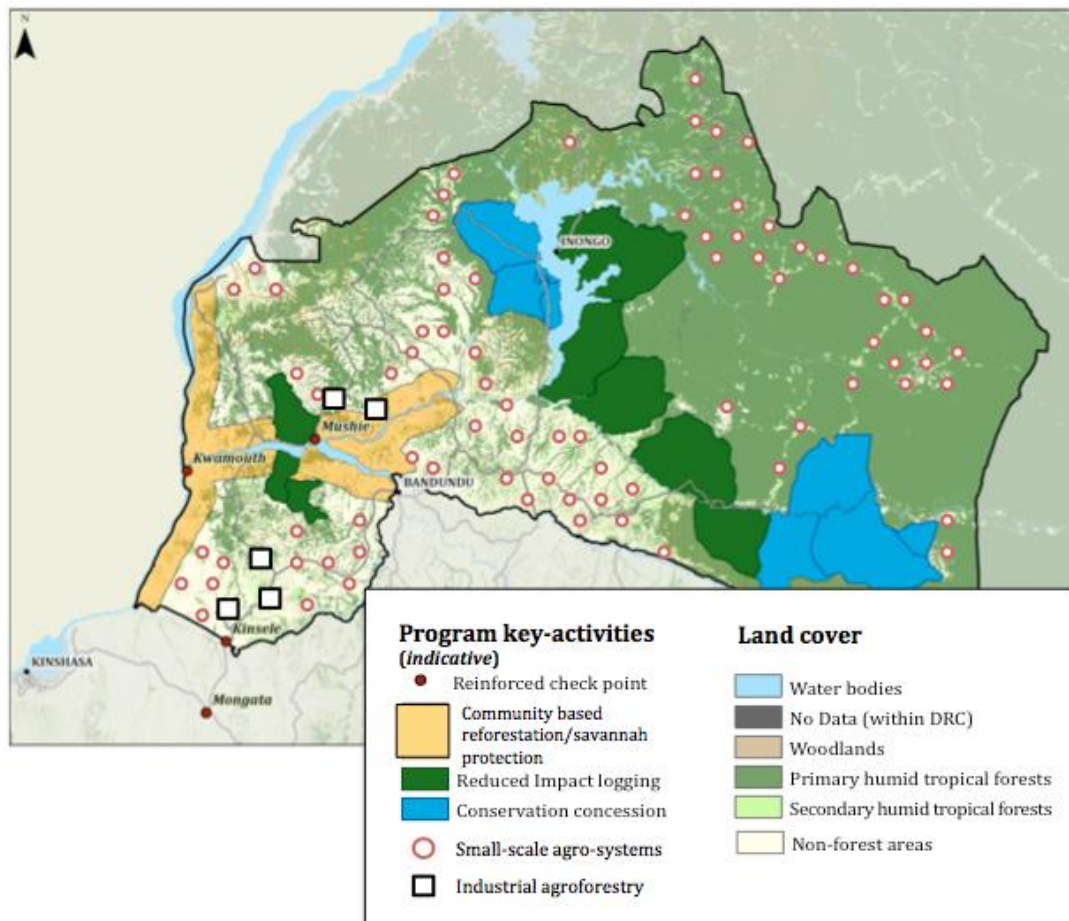 N
INONGO
Mushie
Kwamouth
BANDUNDU
Kinsele
KINSHASA
Mongata
Program key-activities
(indicative)
Reinforced check point
Community based
reforestation/savannah
protection
Reduced Impact logging
Conservation concession
Small-scale agro-systems
Industrial agroforestry
Land cover
Water bodies
No Data (within DRC)
Woodlands
Primary humid tropical forests
Secondary humid tropical forests
Non-forest areas